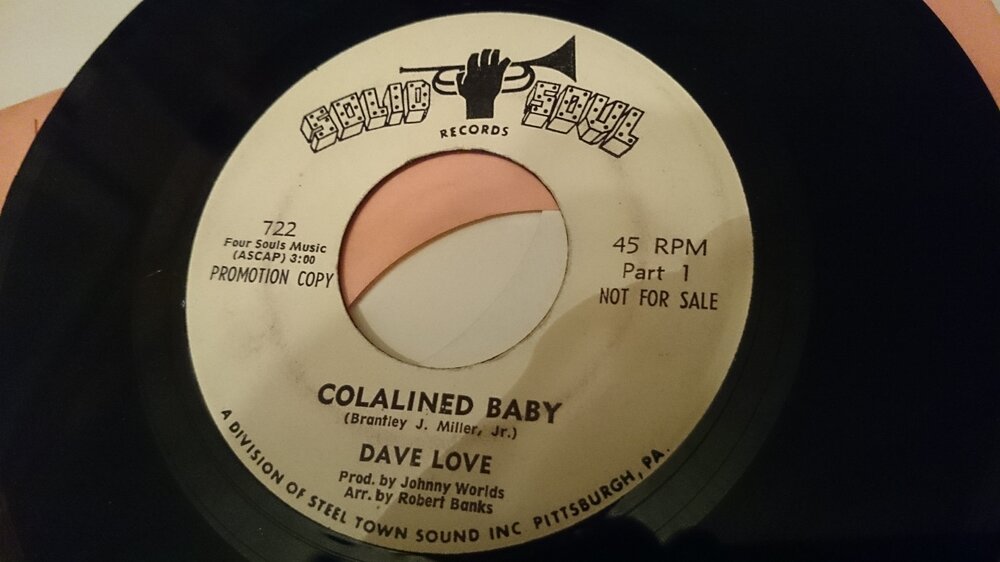 SOLID SOUL
RECORDS
722
Four Souls Music
(ASCAP) 3:00
PROMOTION COPY
45 RPM
Part 1
NOT FOR SALE
COLALINED BABY
(Brantley J. Miller, Jr.)
DAVE LOVE
Prod. by Johnny Worlds
Arr. by Robert Banks
A DIVISION OF STEEL TOWN SOUND INC PITTSBURGH, PA.